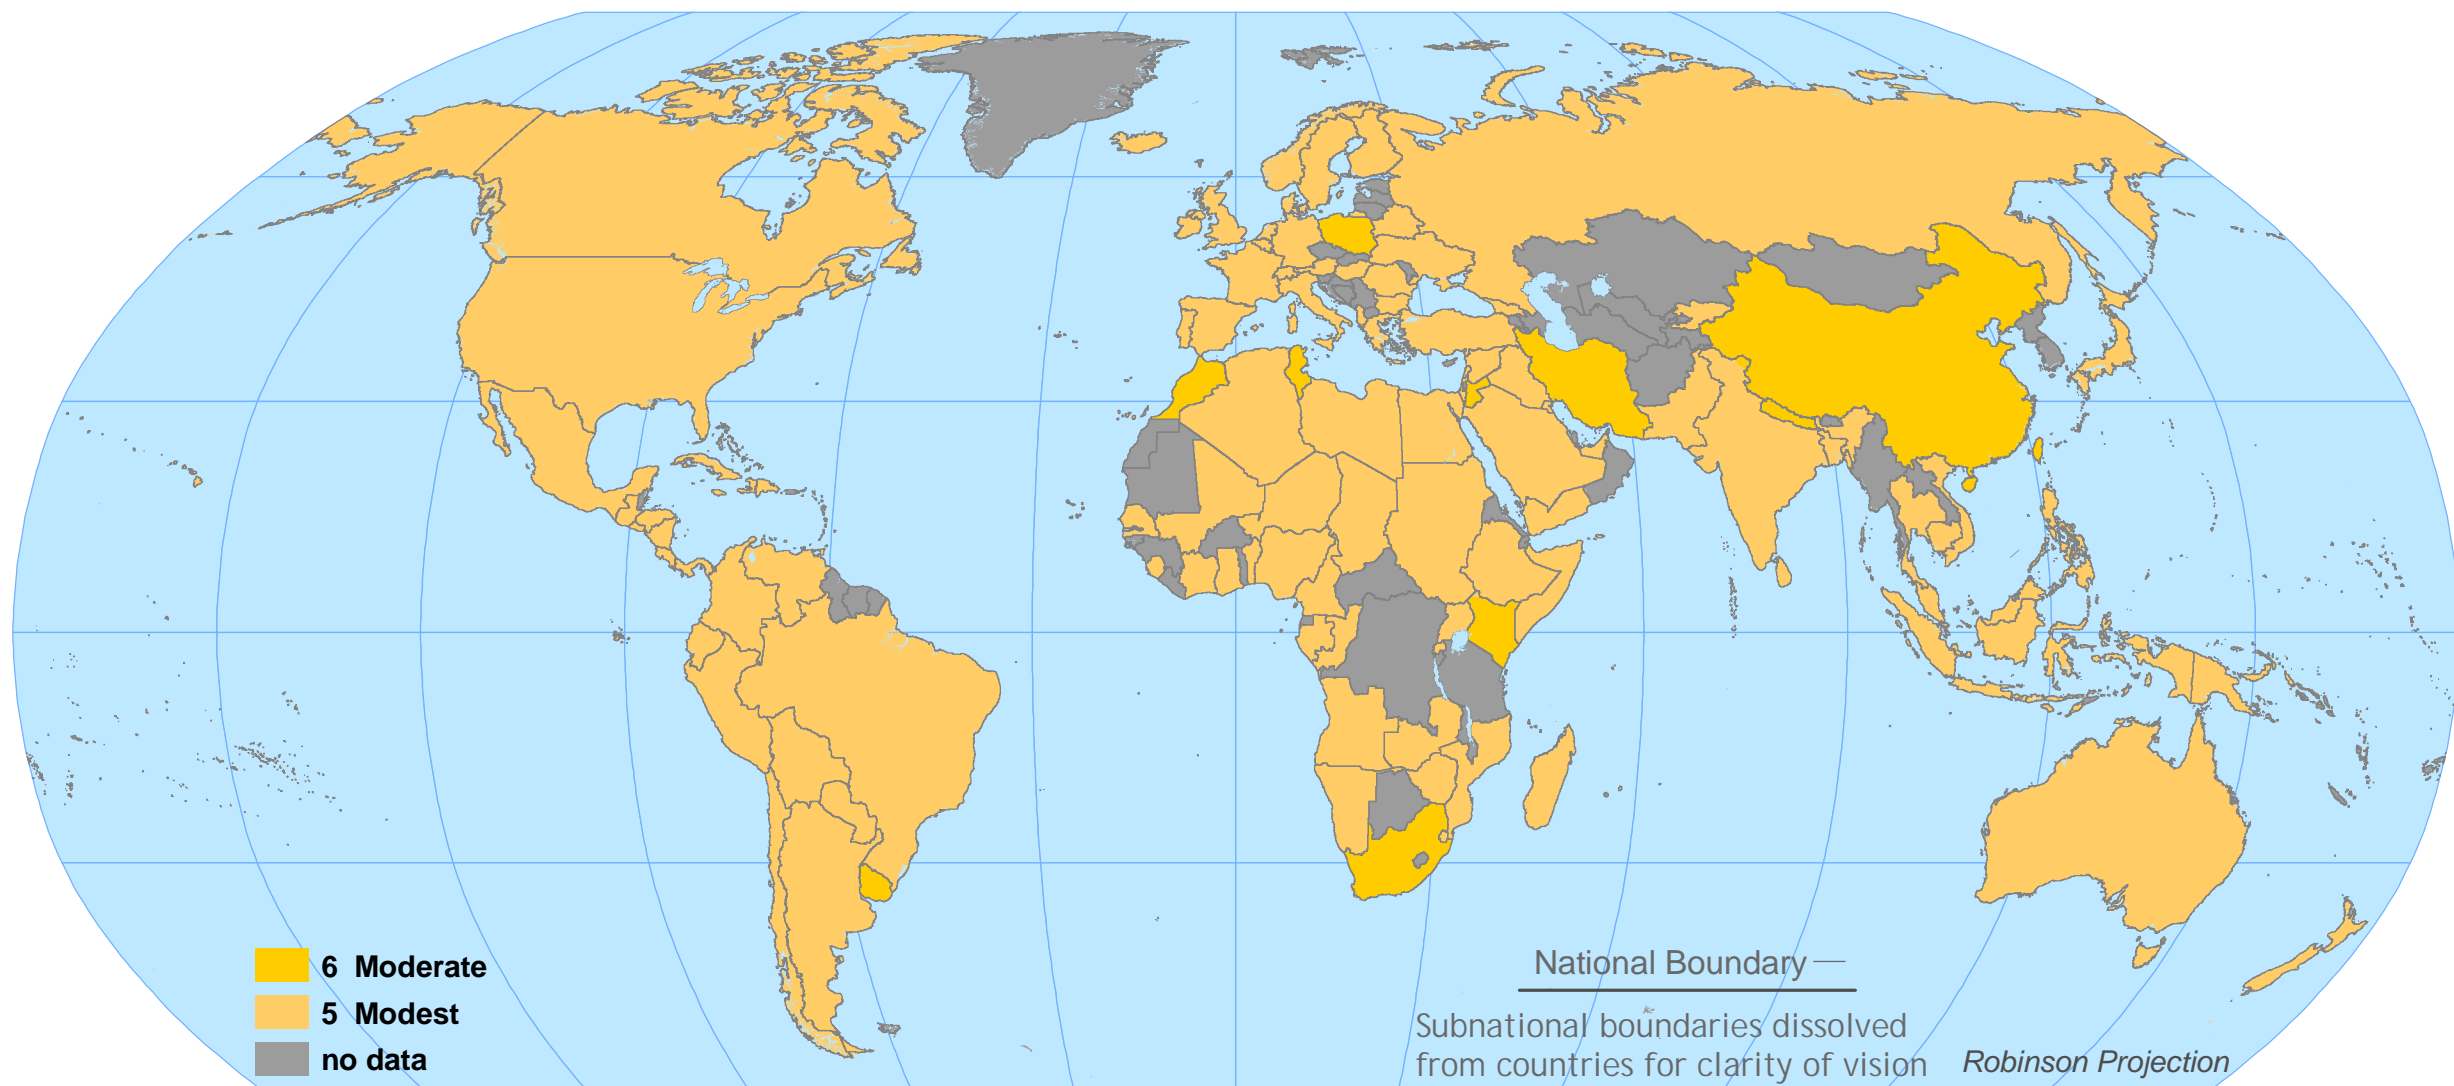 6 Moderate
5 Modest
no data
National Boundary
Subnational boundaries dissolved
from countries for clarity of vision
Robinson Projection